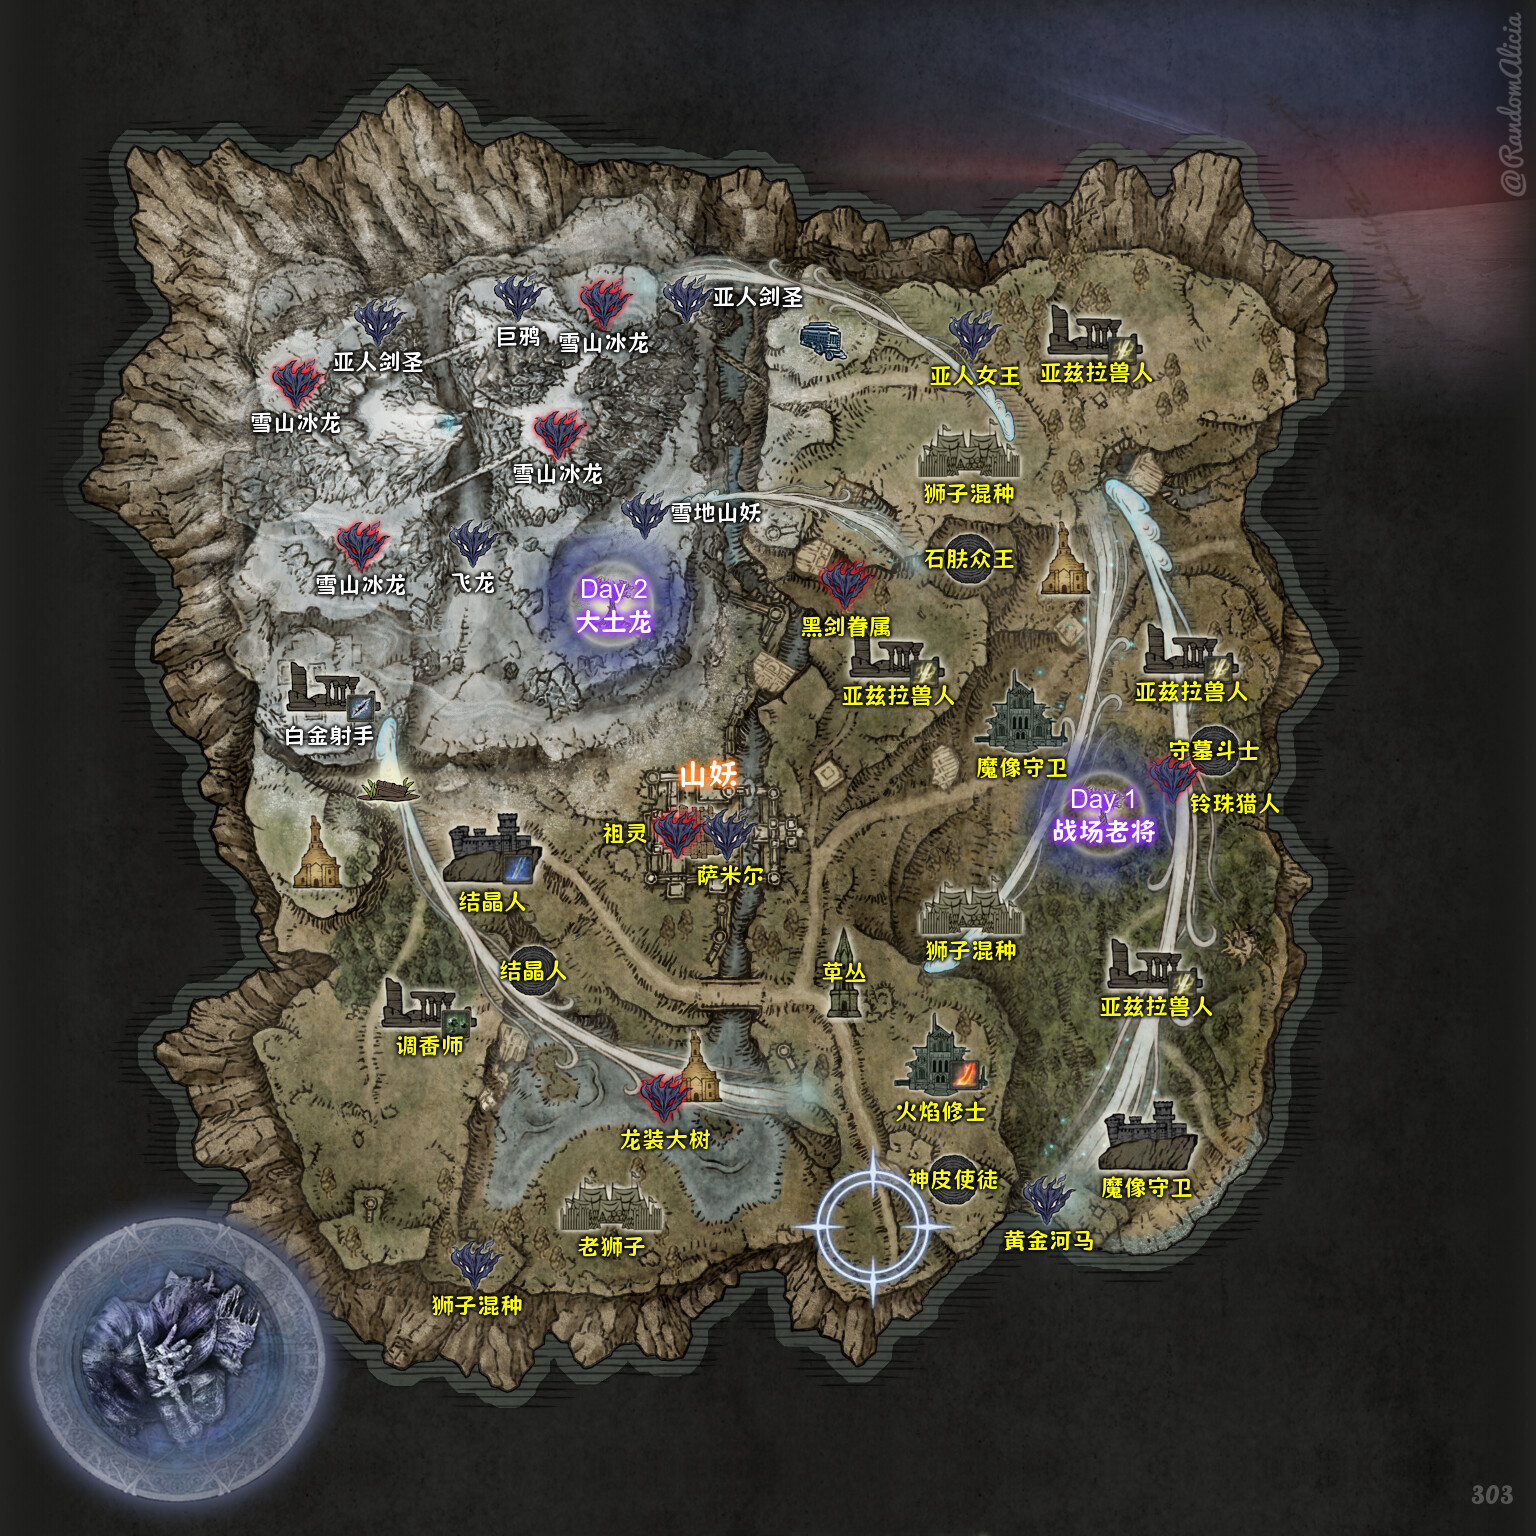 @RandomAlicia
亚人剑圣
巨鸦
雪山冰龙
亚人剑圣
亚人女王
亚兹拉兽人
雪山冰龙
雪山冰龙
狮子混种
雪地山妖
石肤众王
雪山冰龙
飞龙
Day 2
大土龙
黑剑眷属
亚兹拉兽人
亚兹拉兽人
白金射手
守墓斗士
魔像守卫
山妖
铃珠猎人
Day 1
战场老将
祖灵
萨米尔
结晶人
狮子混种
结晶人
草丛
亚兹拉兽人
调香师
火焰修士
龙装大树
神皮使徒
魔像守卫
黄金河马
老狮子
狮子混种
303